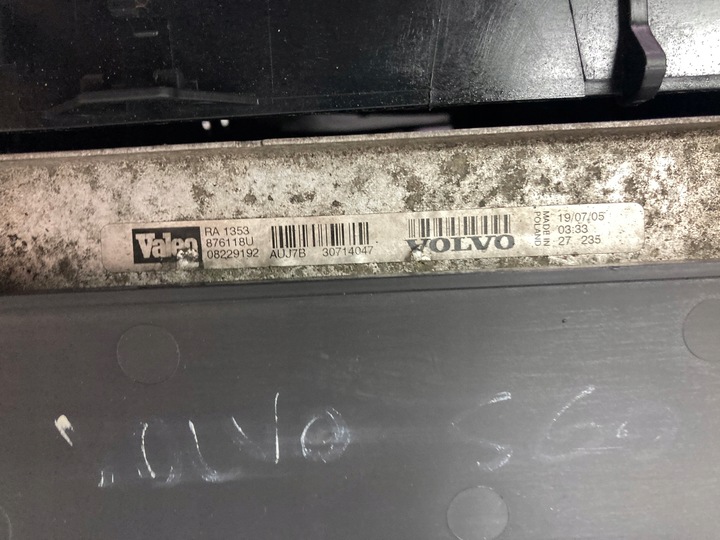 Valeo
RA 1353
876118U
08229192
AUJ7B 30714047
VOLVO
MADE IN
POLAND
19/07/05
03:33
27 235
VOLVO S60